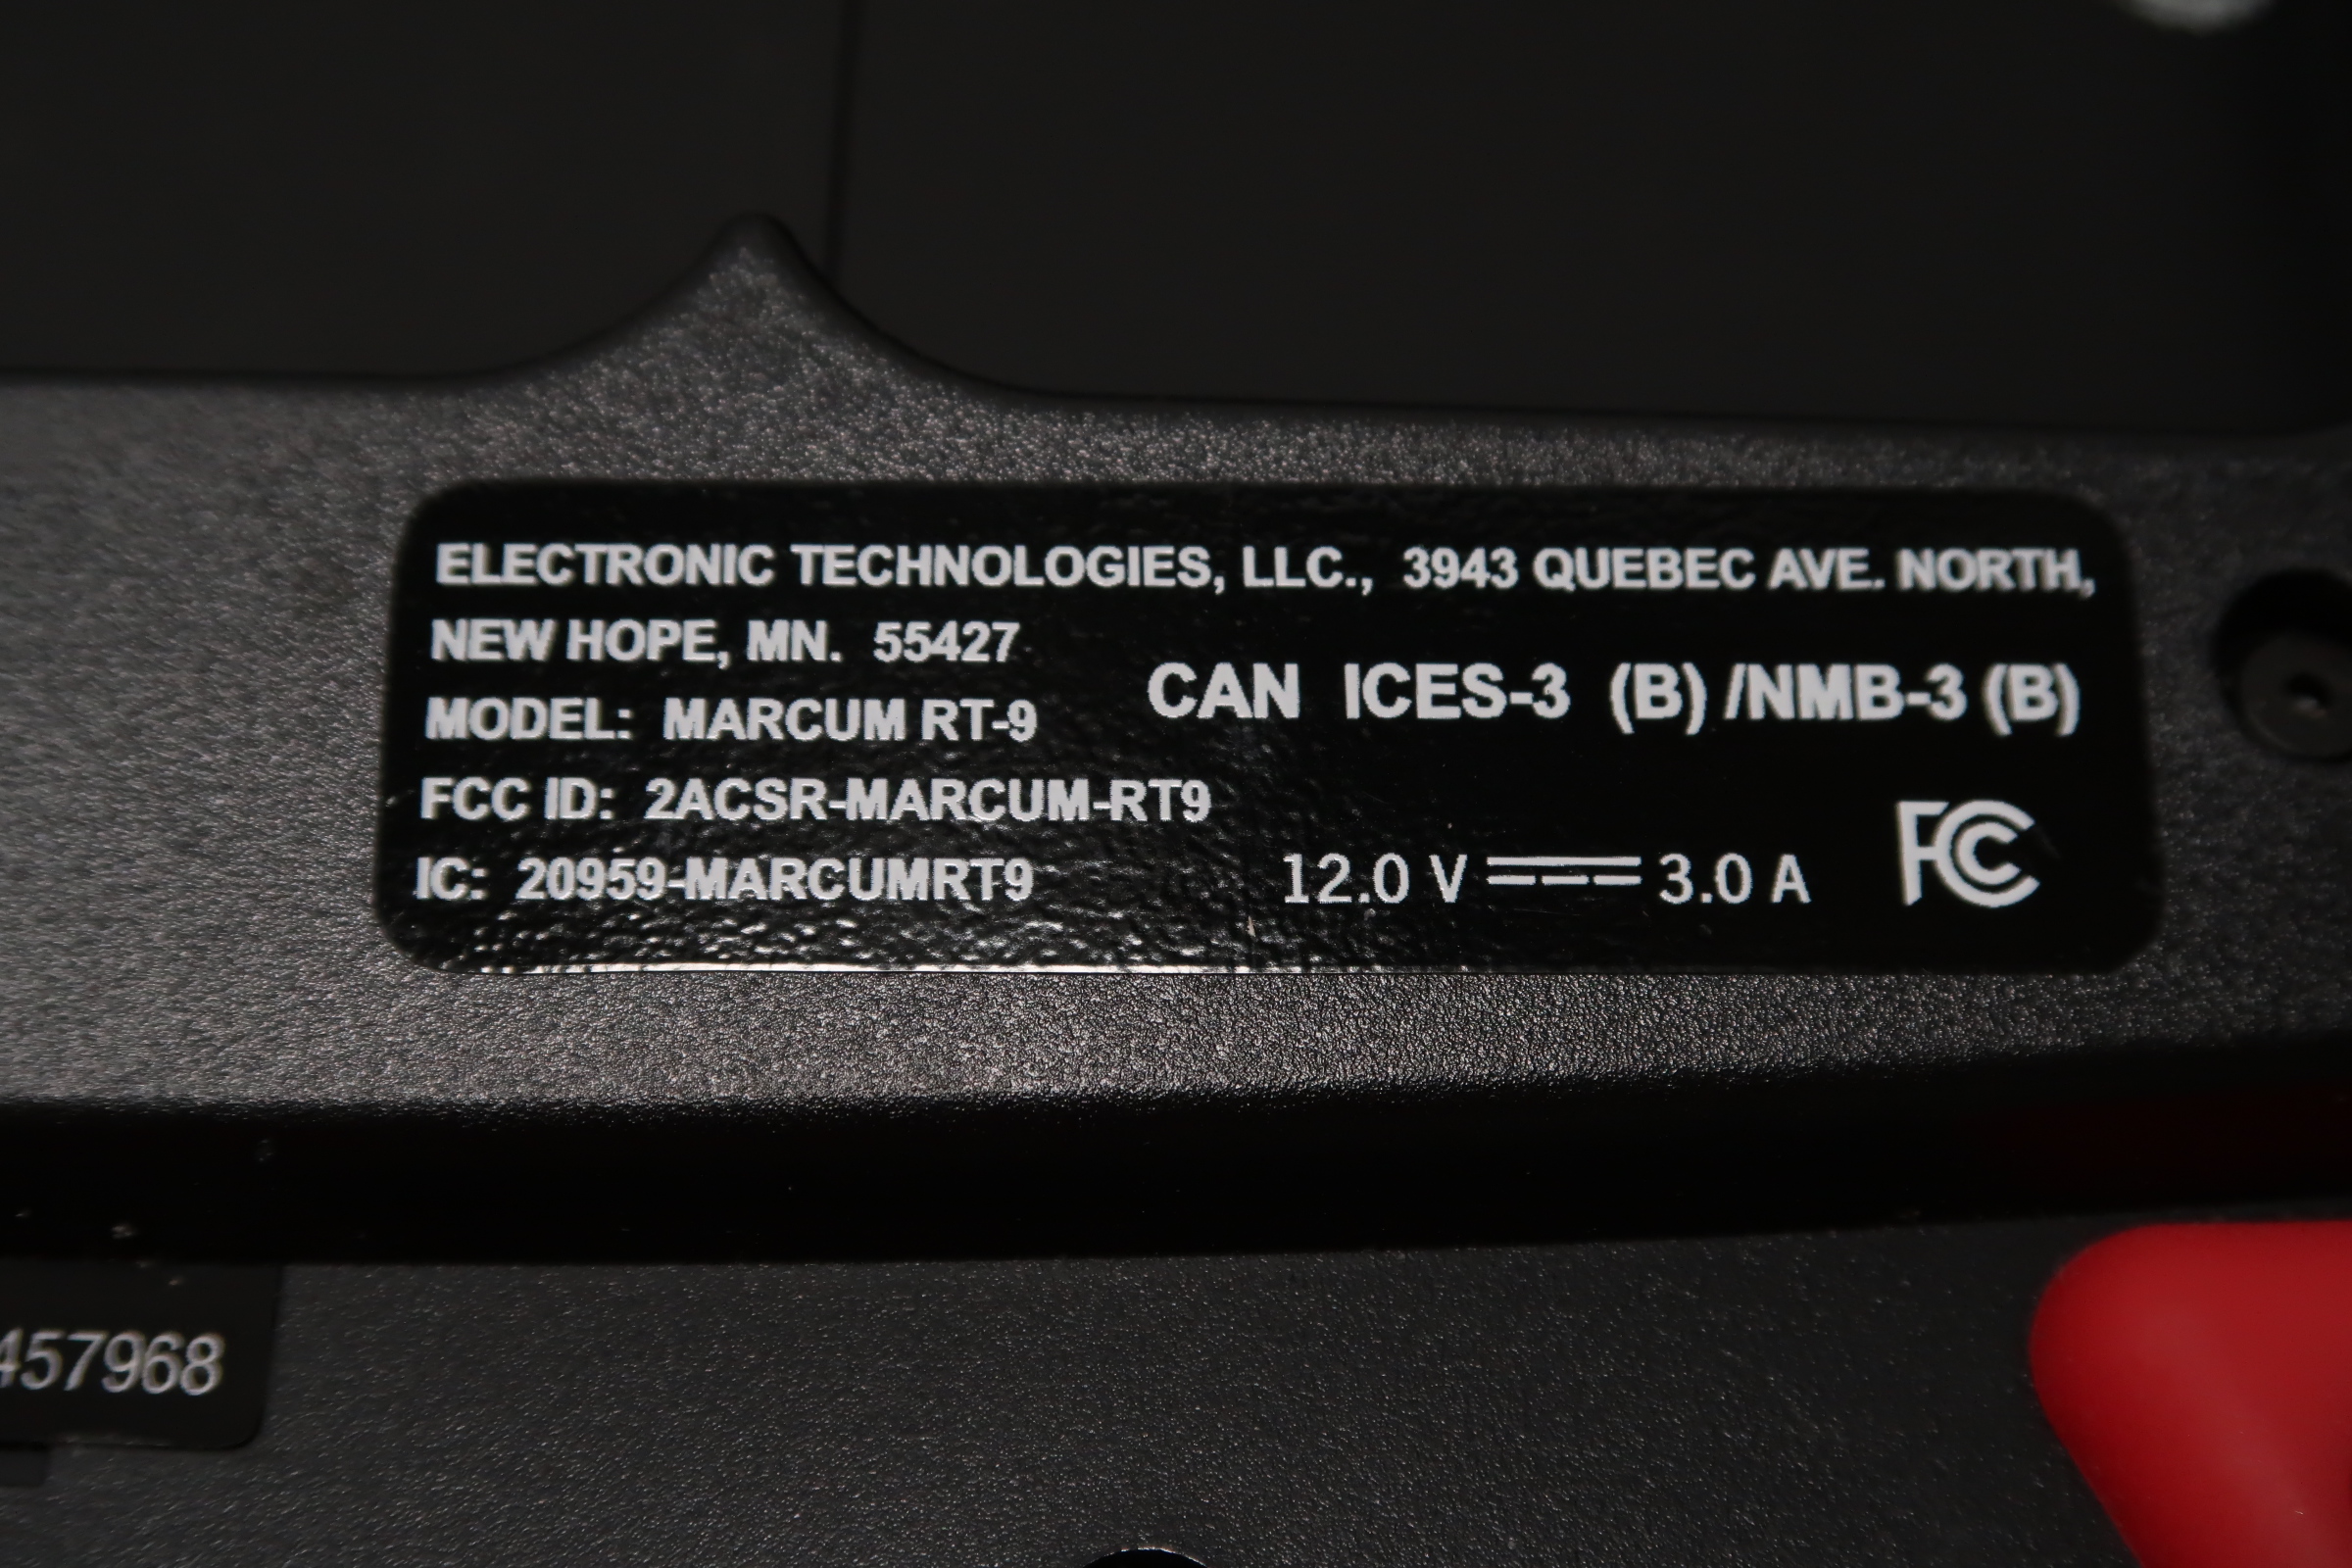 ELECTRONIC TECHNOLOGIES, LLC., 3943 QUEBEC AVE. NORTH,
NEW HOPE, MN. 55427
CAN ICES-3 (B) /NMB-3 (B)
MODEL: MARCUM RT-9
FCC ID: 2ACSR-MARCUM-RT9
IC: 20959-MARCUMRT9
12.0 V ⎓ 3.0 A
FC
457968